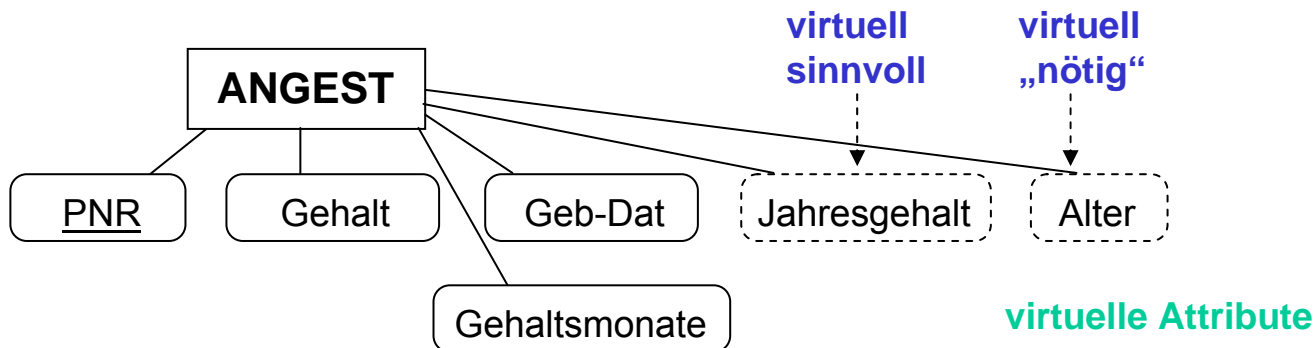 virtuell
sinnvoll
virtuell
„nötig“
ANGEST
PNR
Gehalt
Geb-Dat
Jahresgehalt
Alter
Gehaltsmonate
virtuelle Attribute